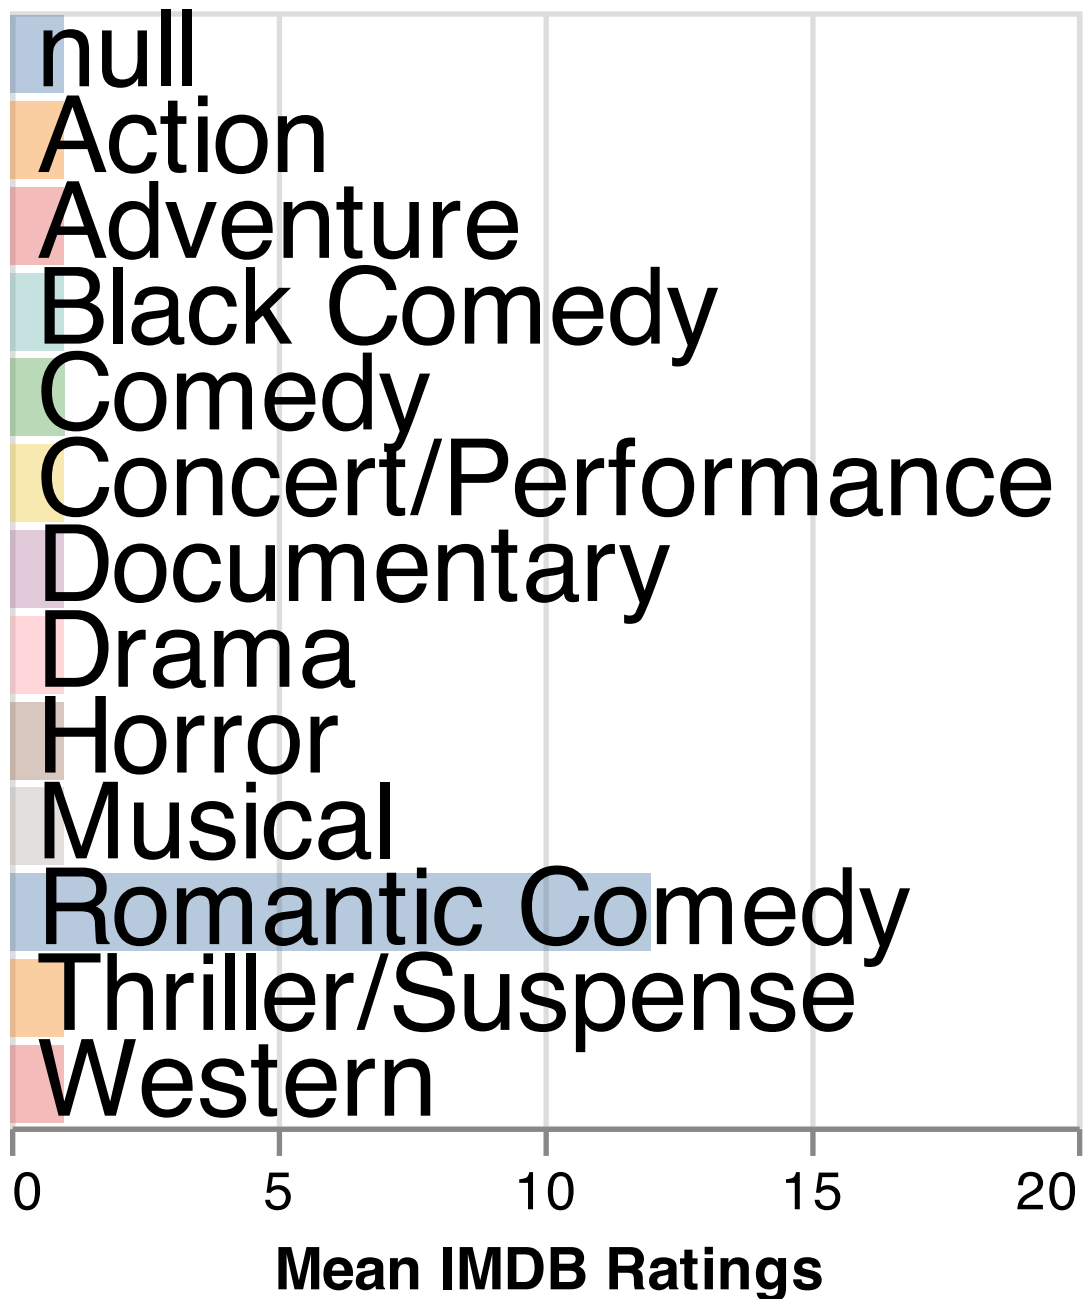 null
Action
Adventure
Black Comedy
Comedy
Concert/Performance
Documentary
Drama
Horror
Musical
Romantic Comedy
Thriller/Suspense
Western
0 5 10 15 20
Mean IMDB Ratings